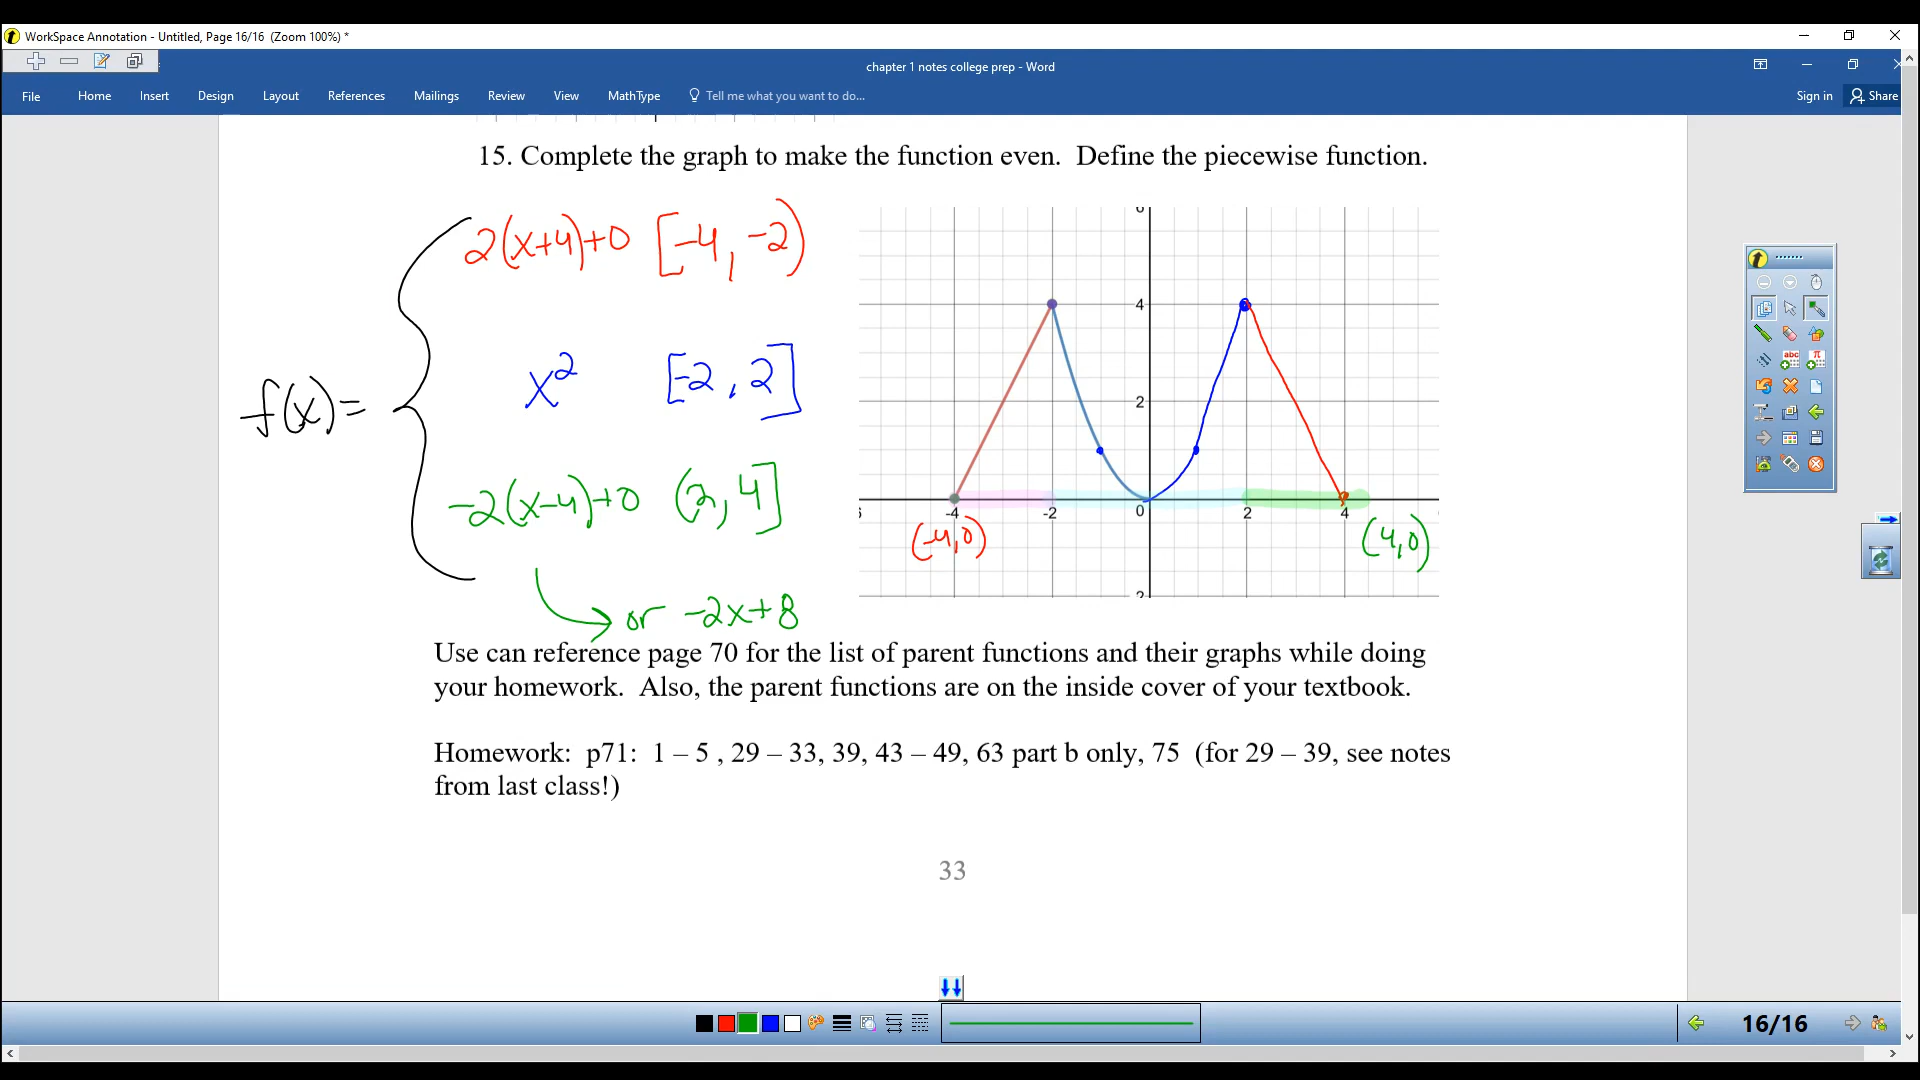 WorkSpace Annotation - Untitled, Page 16/16 (Zoom 100%) *
chapter 1 notes college prep - Word
File Home Insert Design Layout References Mailings Review View MathType Tell me what you want to do... Sign in Share
15. Complete the graph to make the function even. Define the piecewise function.
f(x)=
2(x+4)+0 [-4, -2)
x² [-2, 2]
-2(x-4)+0 (2, 4]
or -2x+8
6
4
2
-4 -2 0 2 4
(-4,0) (4,0)
Use can reference page 70 for the list of parent functions and their graphs while doing
your homework. Also, the parent functions are on the inside cover of your textbook.
Homework: p71: 1 – 5 , 29 – 33, 39, 43 – 49, 63 part b only, 75 (for 29 – 39, see notes
from last class!)
33
abc
π
16/16